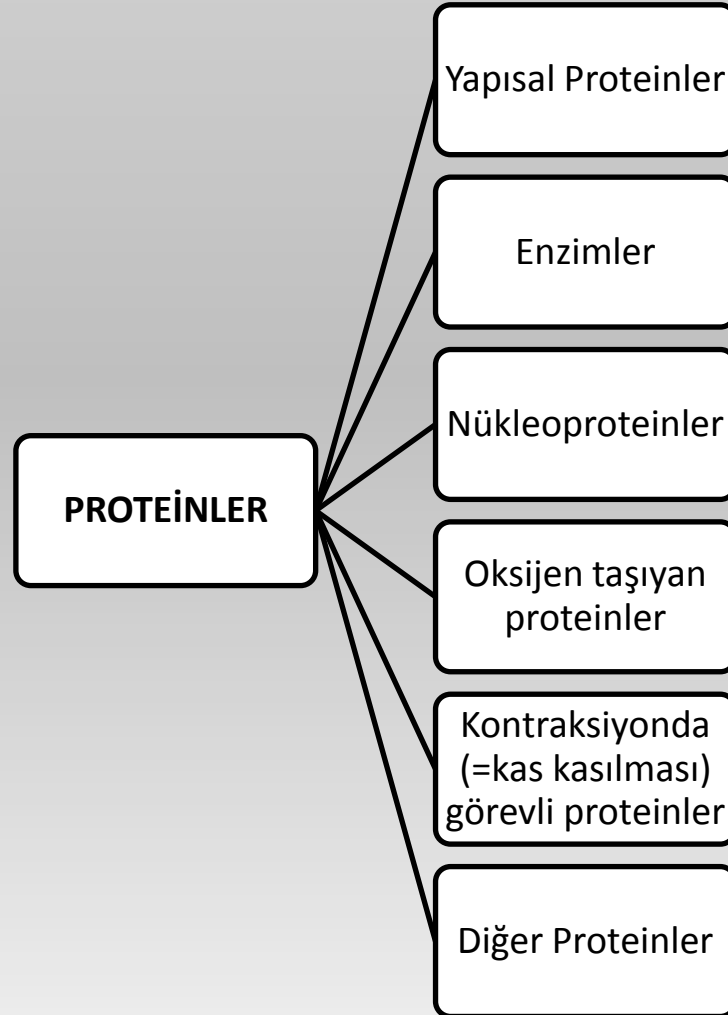 Yapısal Proteinler
Enzimler
Nükleoproteinler
PROTEİNLER
Oksijen taşıyan
proteinler
Kontraksiyonda
(=kas kasılması)
görevli proteinler
Diğer Proteinler